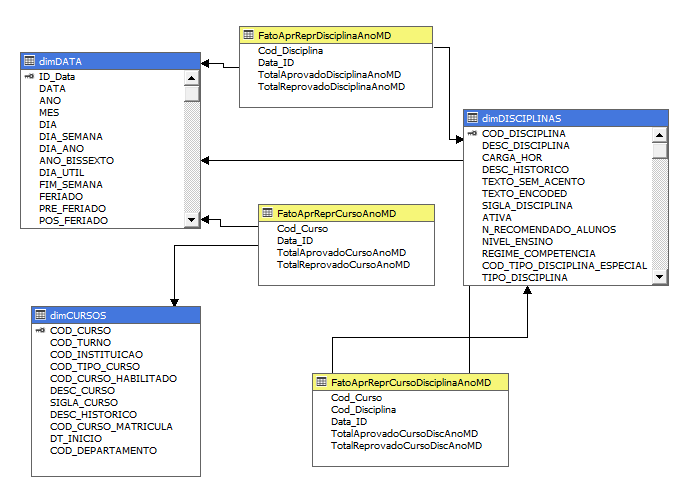 FatoAprReprDisciplinaAnoMD
Cod_Disciplina
Data_ID
TotalAprovadoDisciplinaAnoMD
TotalReprovadoDisciplinaAnoMD
dimDATA
ID_Data
DATA
ANO
MES
DIA
DIA_SEMANA
DIA_ANO
ANO_BISSEXTO
DIA_UTIL
FIM_SEMANA
FERIADO
PRE_FERIADO
POS_FERIADO
dimDISCIPLINAS
COD_DISCIPLINA
DESC_DISCIPLINA
CARGA_HOR
DESC_HISTORICO
TEXTO_SEM_ACENTO
TEXTO_ENCODED
SIGLA_DISCIPLINA
ATIVA
N_RECOMENDADO_ALUNOS
NIVEL_ENSINO
REGIME_COMPETENCIA
COD_TIPO_DISCIPLINA_ESPECIAL
TIPO_DISCIPLINA
FatoAprReprCursoAnoMD
Cod_Curso
Data_ID
TotalAprovadoCursoAnoMD
TotalReprovadoCursoAnoMD
dimCURSOS
COD_CURSO
COD_TURNO
COD_INSTITUICAO
COD_TIPO_CURSO
COD_CURSO_HABILITADO
DESC_CURSO
SIGLA_CURSO
DESC_HISTORICO
COD_CURSO_MATRICULA
DT_INICIO
COD_DEPARTAMENTO
FatoAprReprCursoDisciplinaAnoMD
Cod_Curso
Cod_Disciplina
Data_ID
TotalAprovadoCursoDiscAnoMD
TotalReprovadoCursoDiscAnoMD